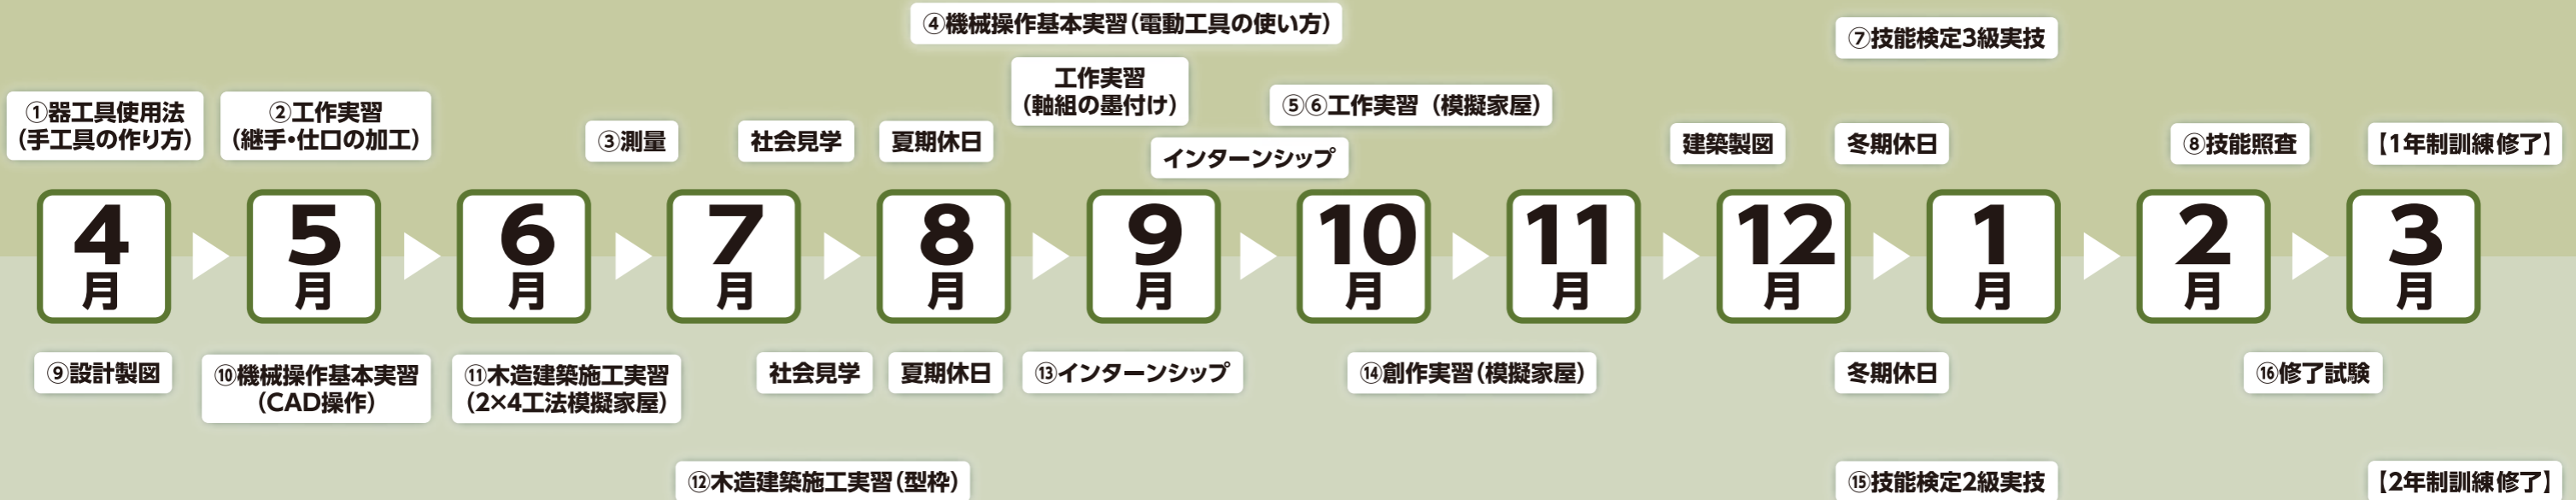 ④機械操作基本実習(電動工具の使い方)
⑦技能検定3級実技
工作実習
(軸組の墨付け)
①器工具使用法
(手工具の作り方)
②工作実習
(継手・仕口の加工)
⑤⑥工作実習(模擬家屋)
③測量
社会見学
夏期休日
インターンシップ
建築製図
冬期休日
⑧技能照査
【1年制訓練修了】
4月
5月
6月
7月
8月
9月
10月
11月
12月
1月
2月
3月
⑨設計製図
⑩機械操作基本実習
(CAD操作)
⑪木造建築施工実習
(2×4工法模擬家屋)
社会見学
夏期休日
⑬インターンシップ
⑭創作実習(模擬家屋)
冬期休日
⑯修了試験
⑫木造建築施工実習(型枠)
⑮技能検定2級実技
【2年制訓練修了】